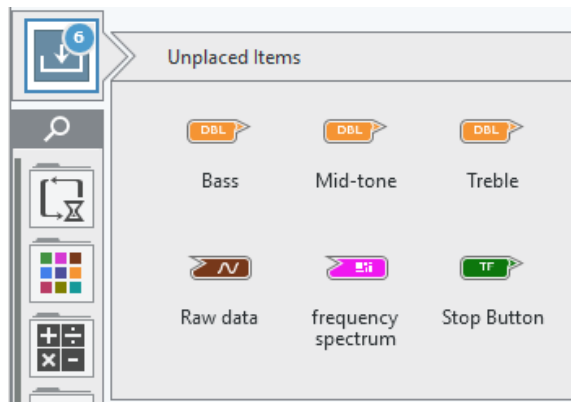 6
Unplaced Items
DBL DBL DBL
Bass Mid-tone Treble
TF
Raw data frequency spectrum Stop Button